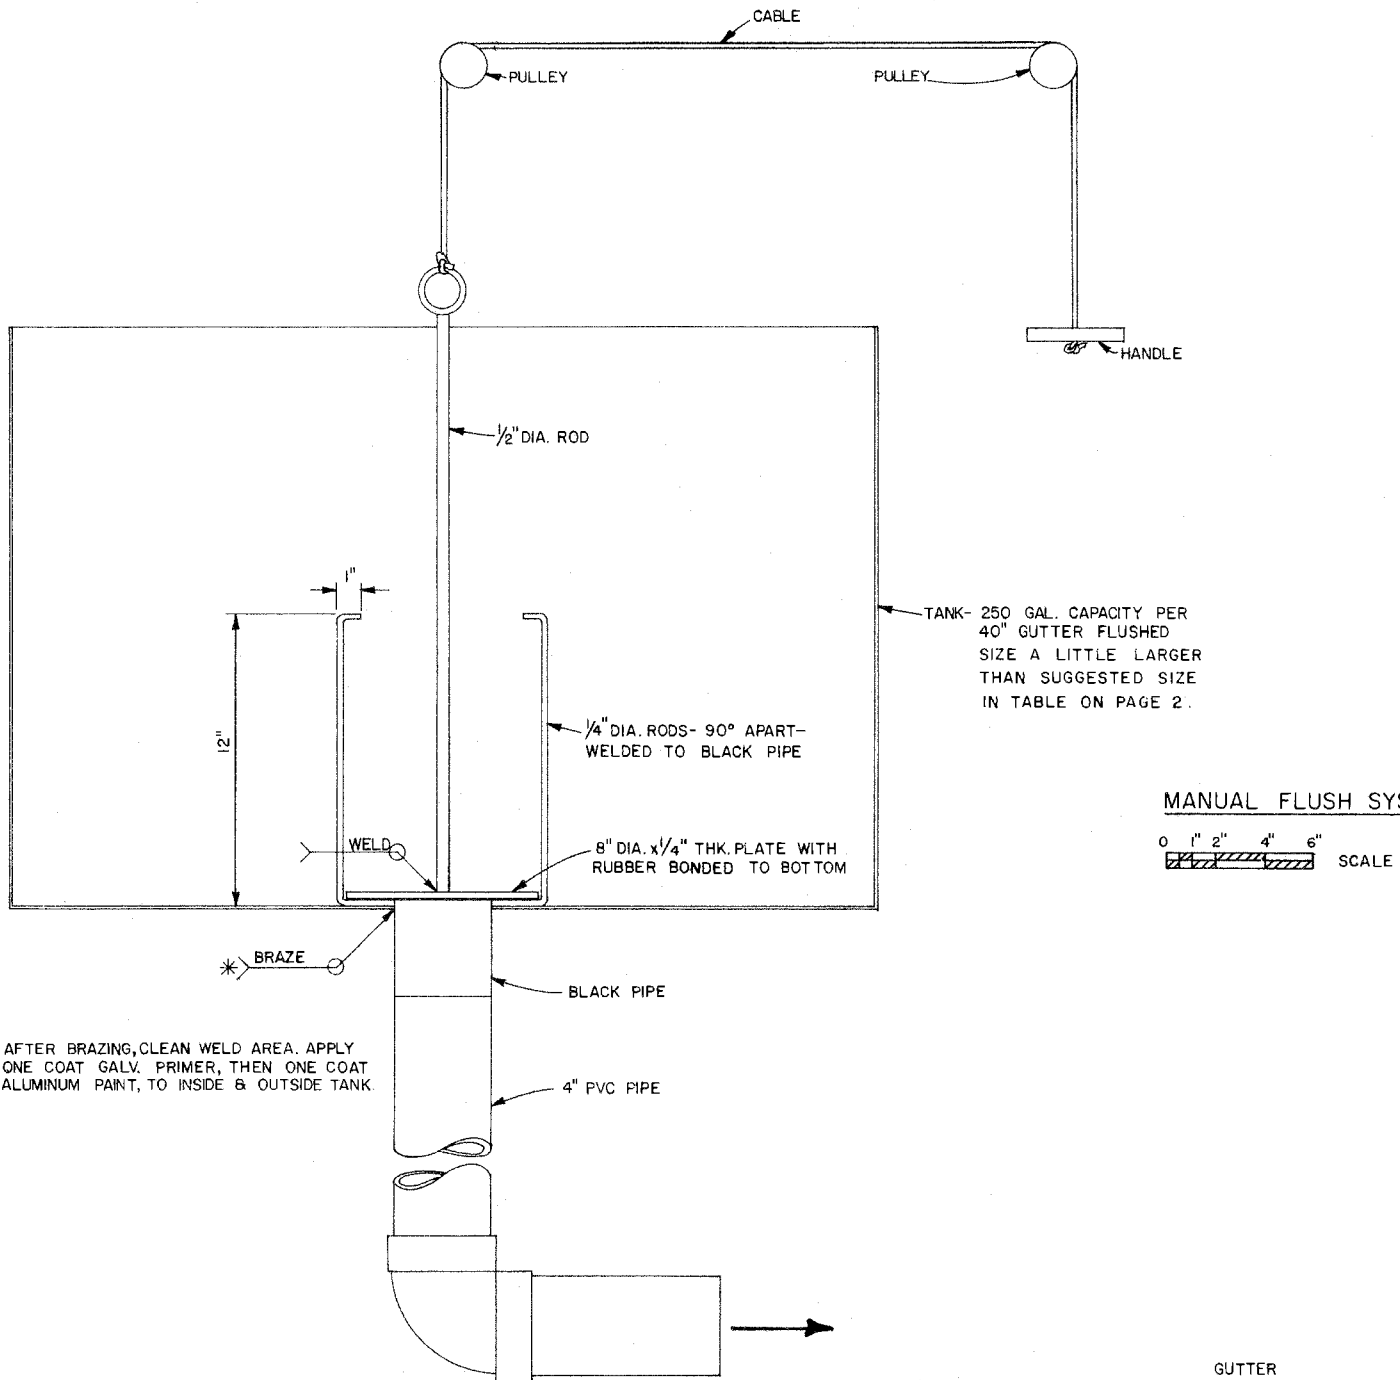 CABLE
PULLEY
PULLEY
HANDLE
1/2" DIA. ROD
1"
TANK- 250 GAL. CAPACITY PER
40" GUTTER FLUSHED
SIZE A LITTLE LARGER
THAN SUGGESTED SIZE
IN TABLE ON PAGE 2.
12"
1/4" DIA. RODS- 90° APART-
WELDED TO BLACK PIPE
MANUAL FLUSH SYS
0 1" 2" 4" 6"
SCALE
WELD
8" DIA. x 1/4" THK. PLATE WITH
RUBBER BONDED TO BOTTOM
* BRAZE
BLACK PIPE
AFTER BRAZING, CLEAN WELD AREA. APPLY
ONE COAT GALV. PRIMER, THEN ONE COAT
ALUMINUM PAINT, TO INSIDE & OUTSIDE TANK.
4" PVC PIPE
GUTTER